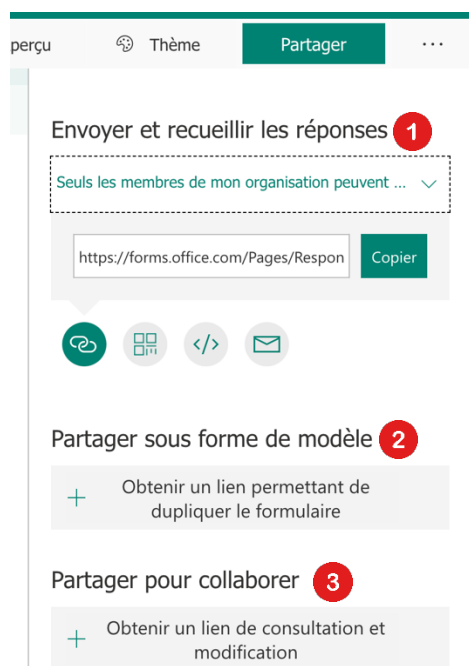 perçu Thème Partager ...
Envoyer et recueillir les réponses 1
Seuls les membres de mon organisation peuvent ...
https://forms.office.com/Pages/Respon Copier
</>
Partager sous forme de modèle 2
+ Obtenir un lien permettant de
dupliquer le formulaire
Partager pour collaborer 3
+ Obtenir un lien de consultation et
modification